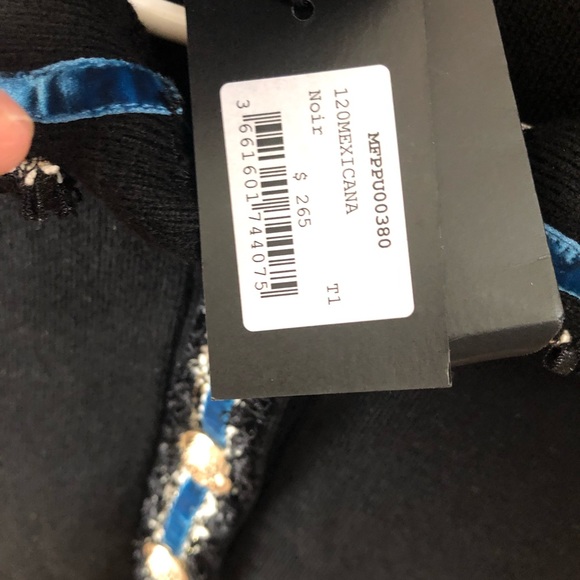 MFPPU00380
120MEXICANA T1
Noir
$ 265
3 661601 744075